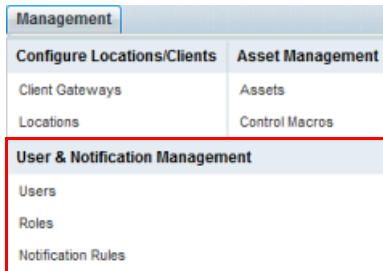 Management
Configure Locations/Clients Asset Management
Client Gateways Assets
Locations Control Macros
User & Notification Management
Users
Roles
Notification Rules